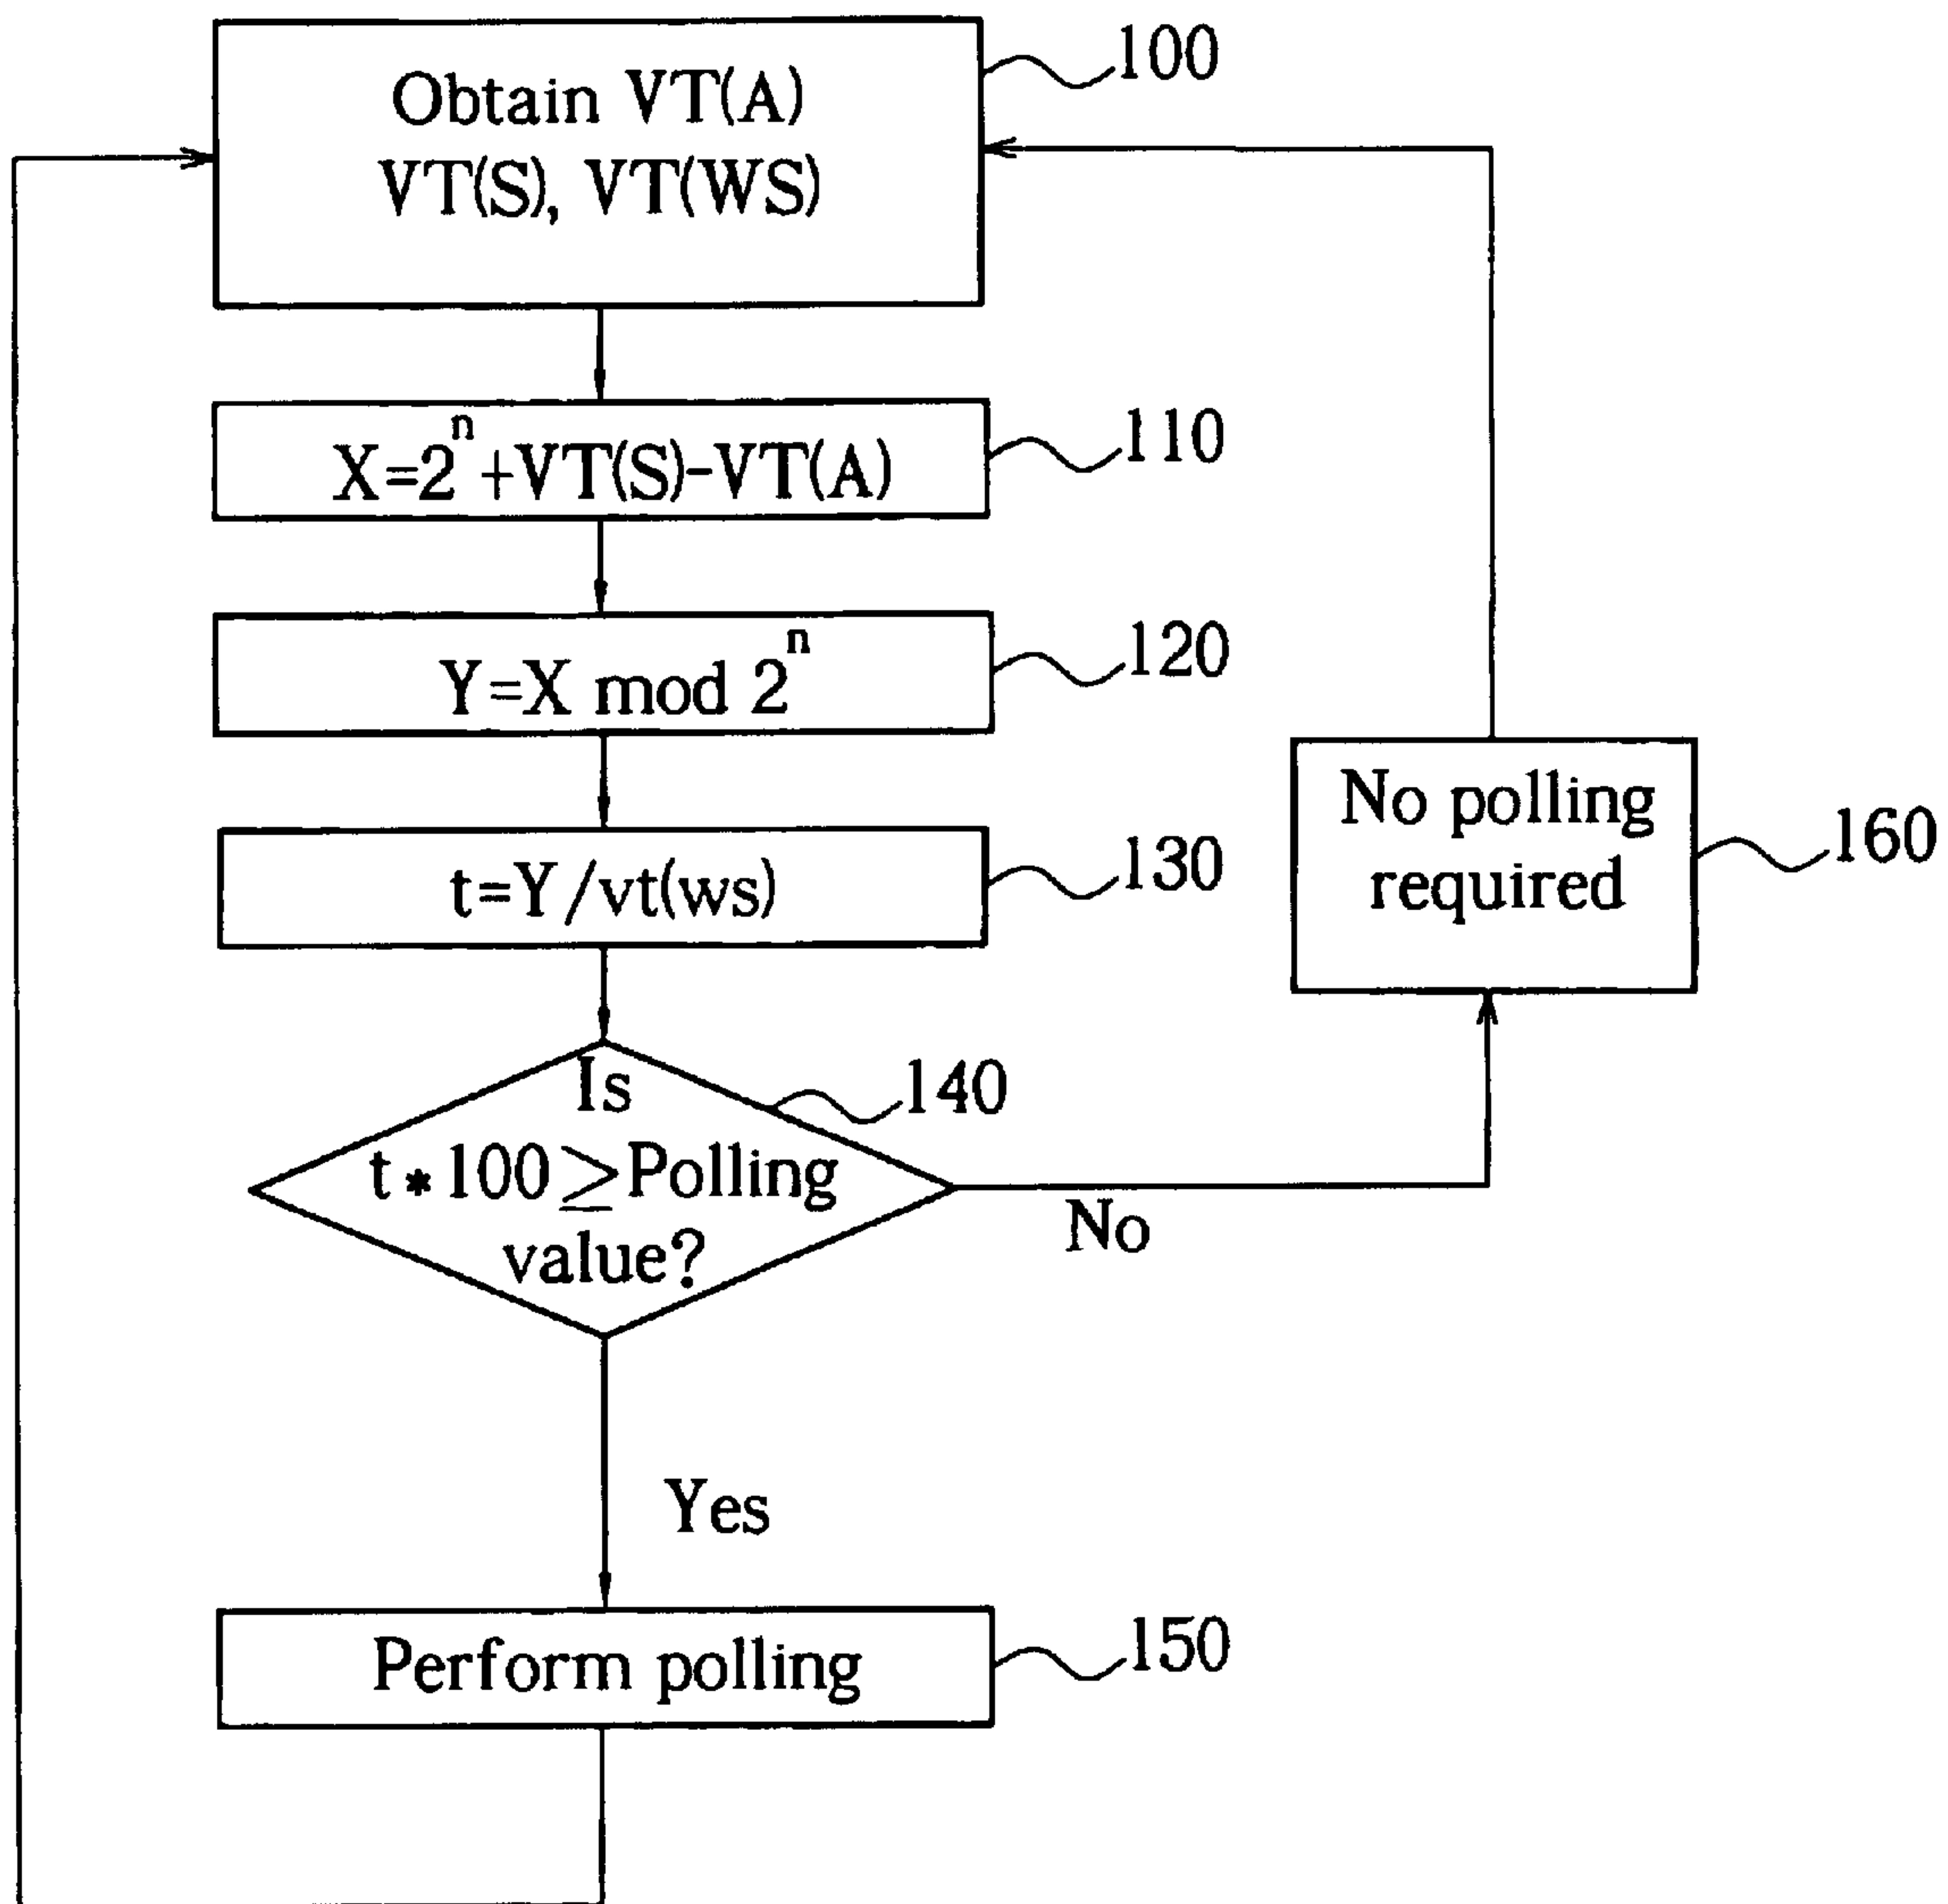 Obtain VT(A)
VT(S), VT(WS)
100
X=2^n+VT(S)-VT(A)
110
Y=X mod 2^n
120
t=Y/vt(ws)
130
No polling
required
160
Is
t*100≥Polling
value?
140
No
Yes
Perform polling
150